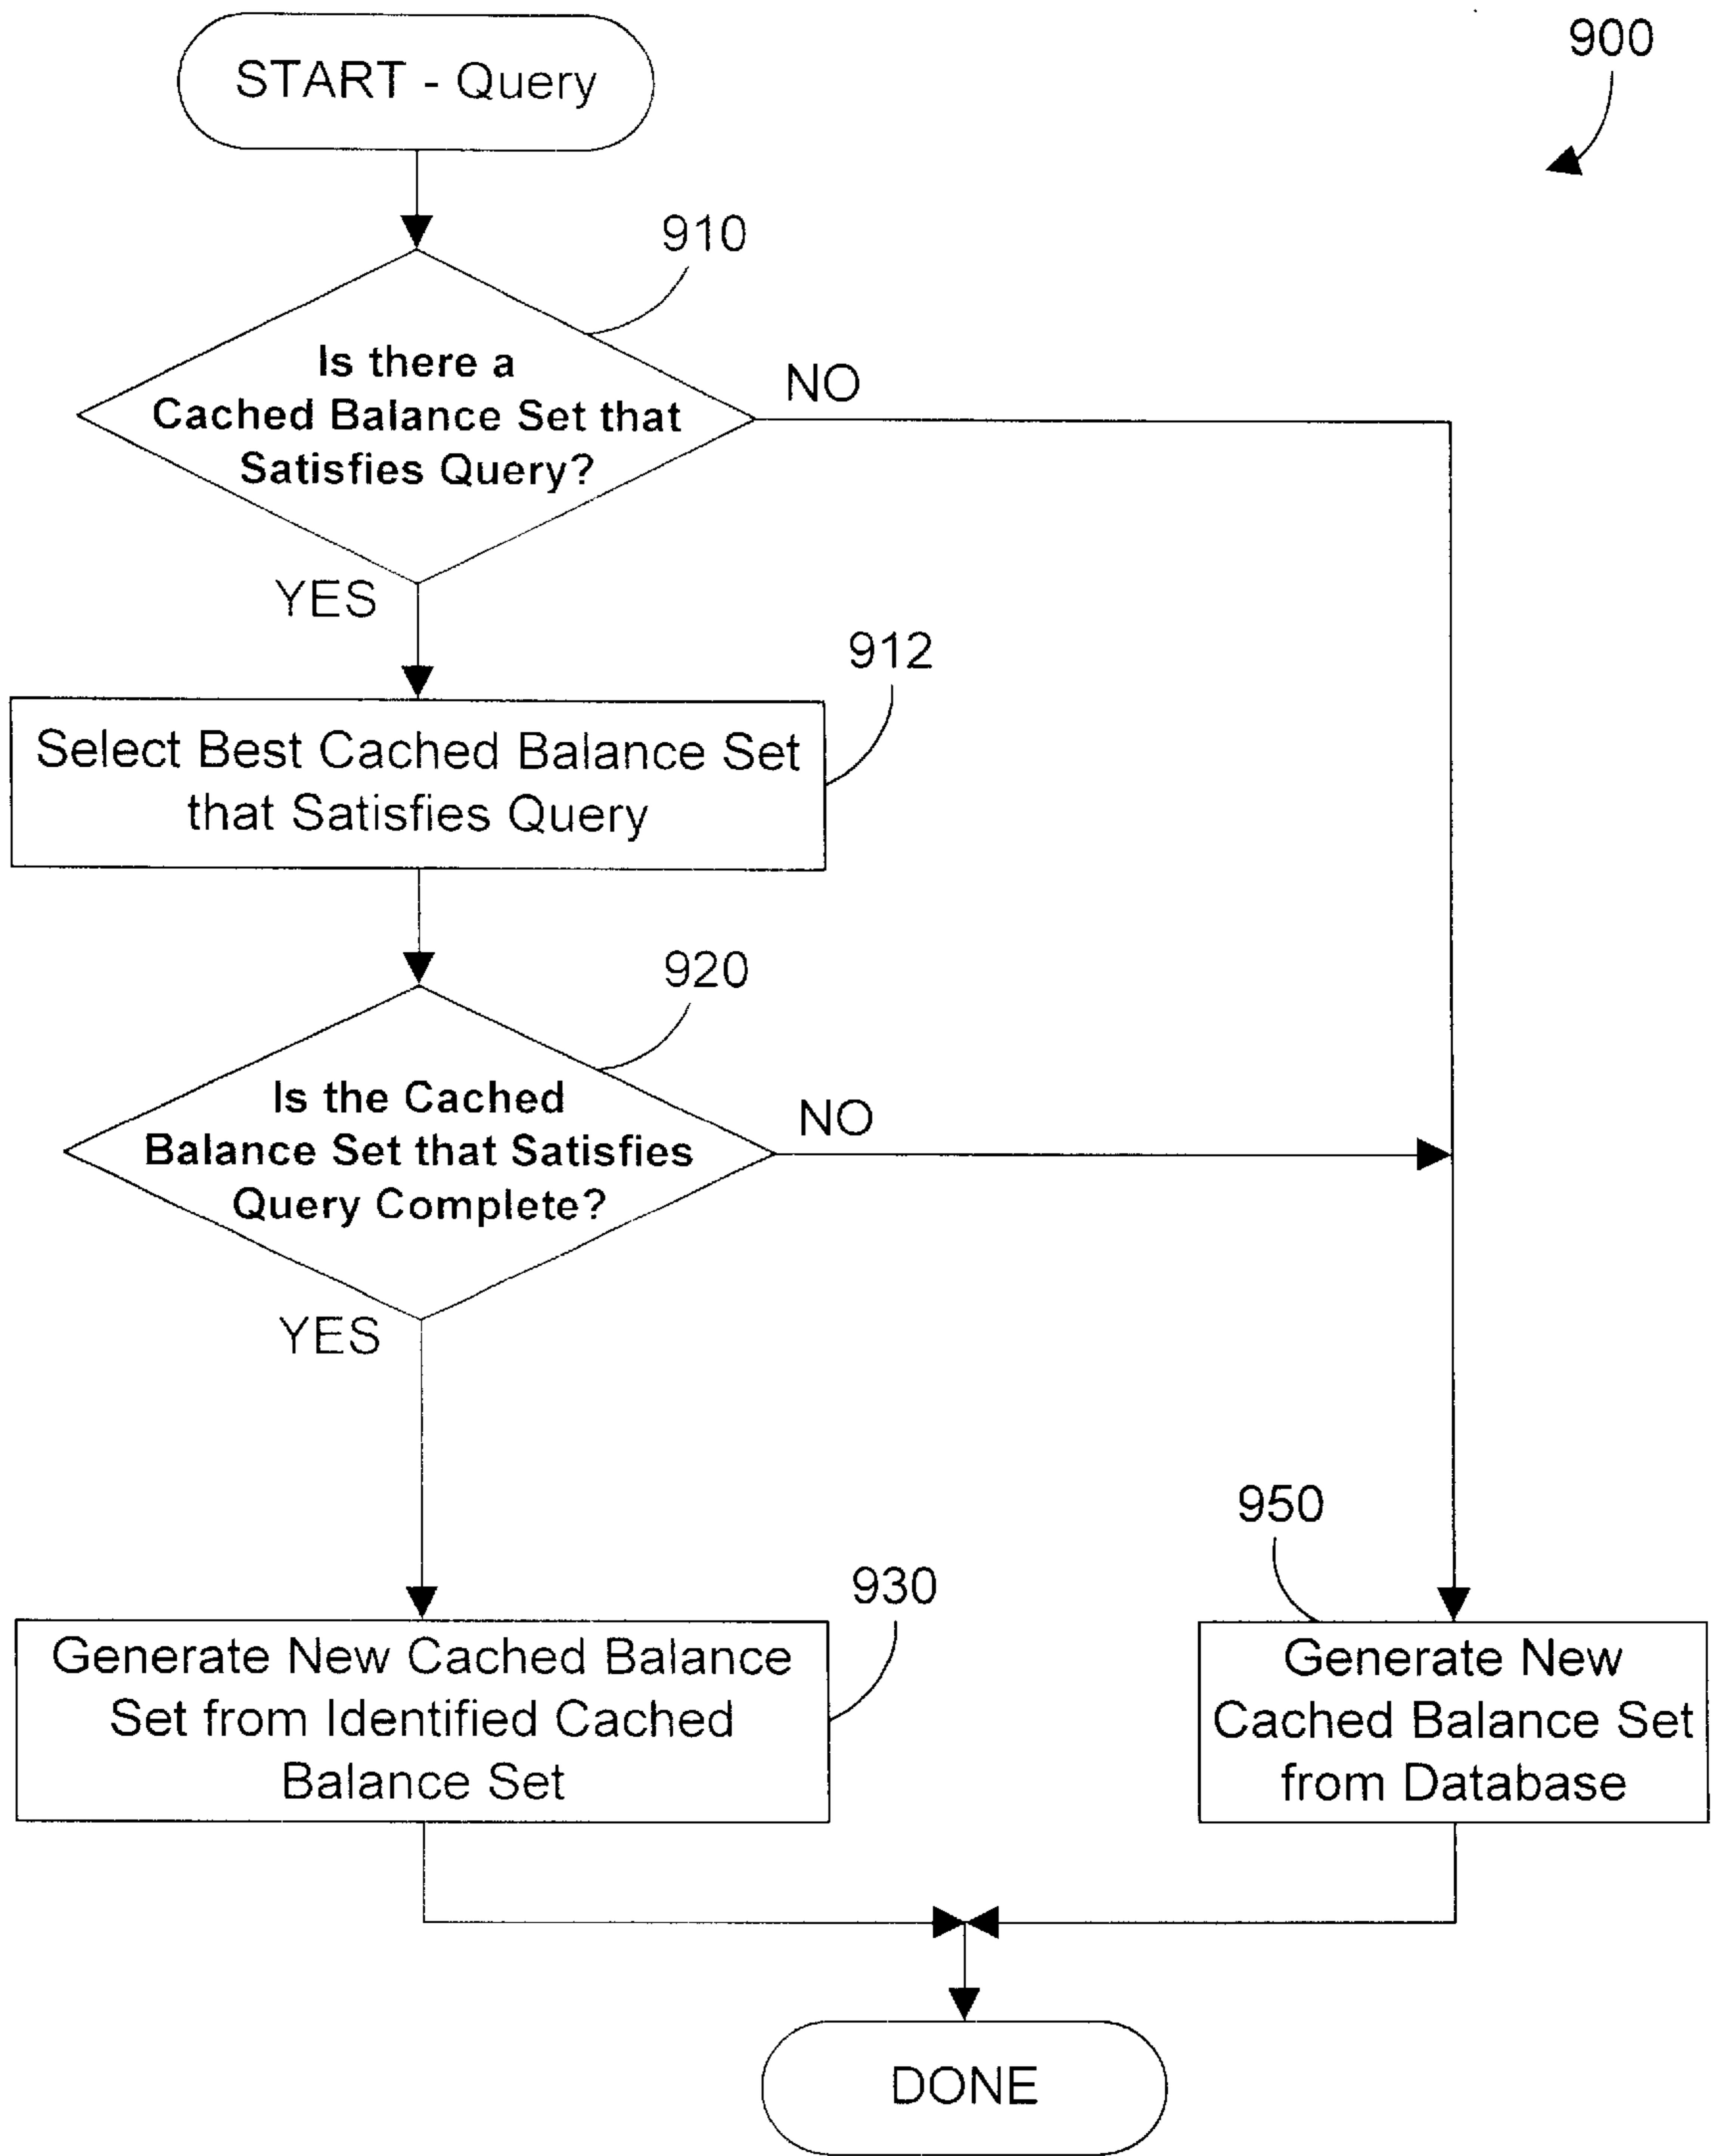 START - Query
900
910
Is there a
Cached Balance Set that
Satisfies Query?
NO
YES
912
Select Best Cached Balance Set
that Satisfies Query
920
Is the Cached
Balance Set that Satisfies
Query Complete?
NO
YES
930
Generate New Cached Balance
Set from Identified Cached
Balance Set
950
Generate New
Cached Balance Set
from Database
DONE